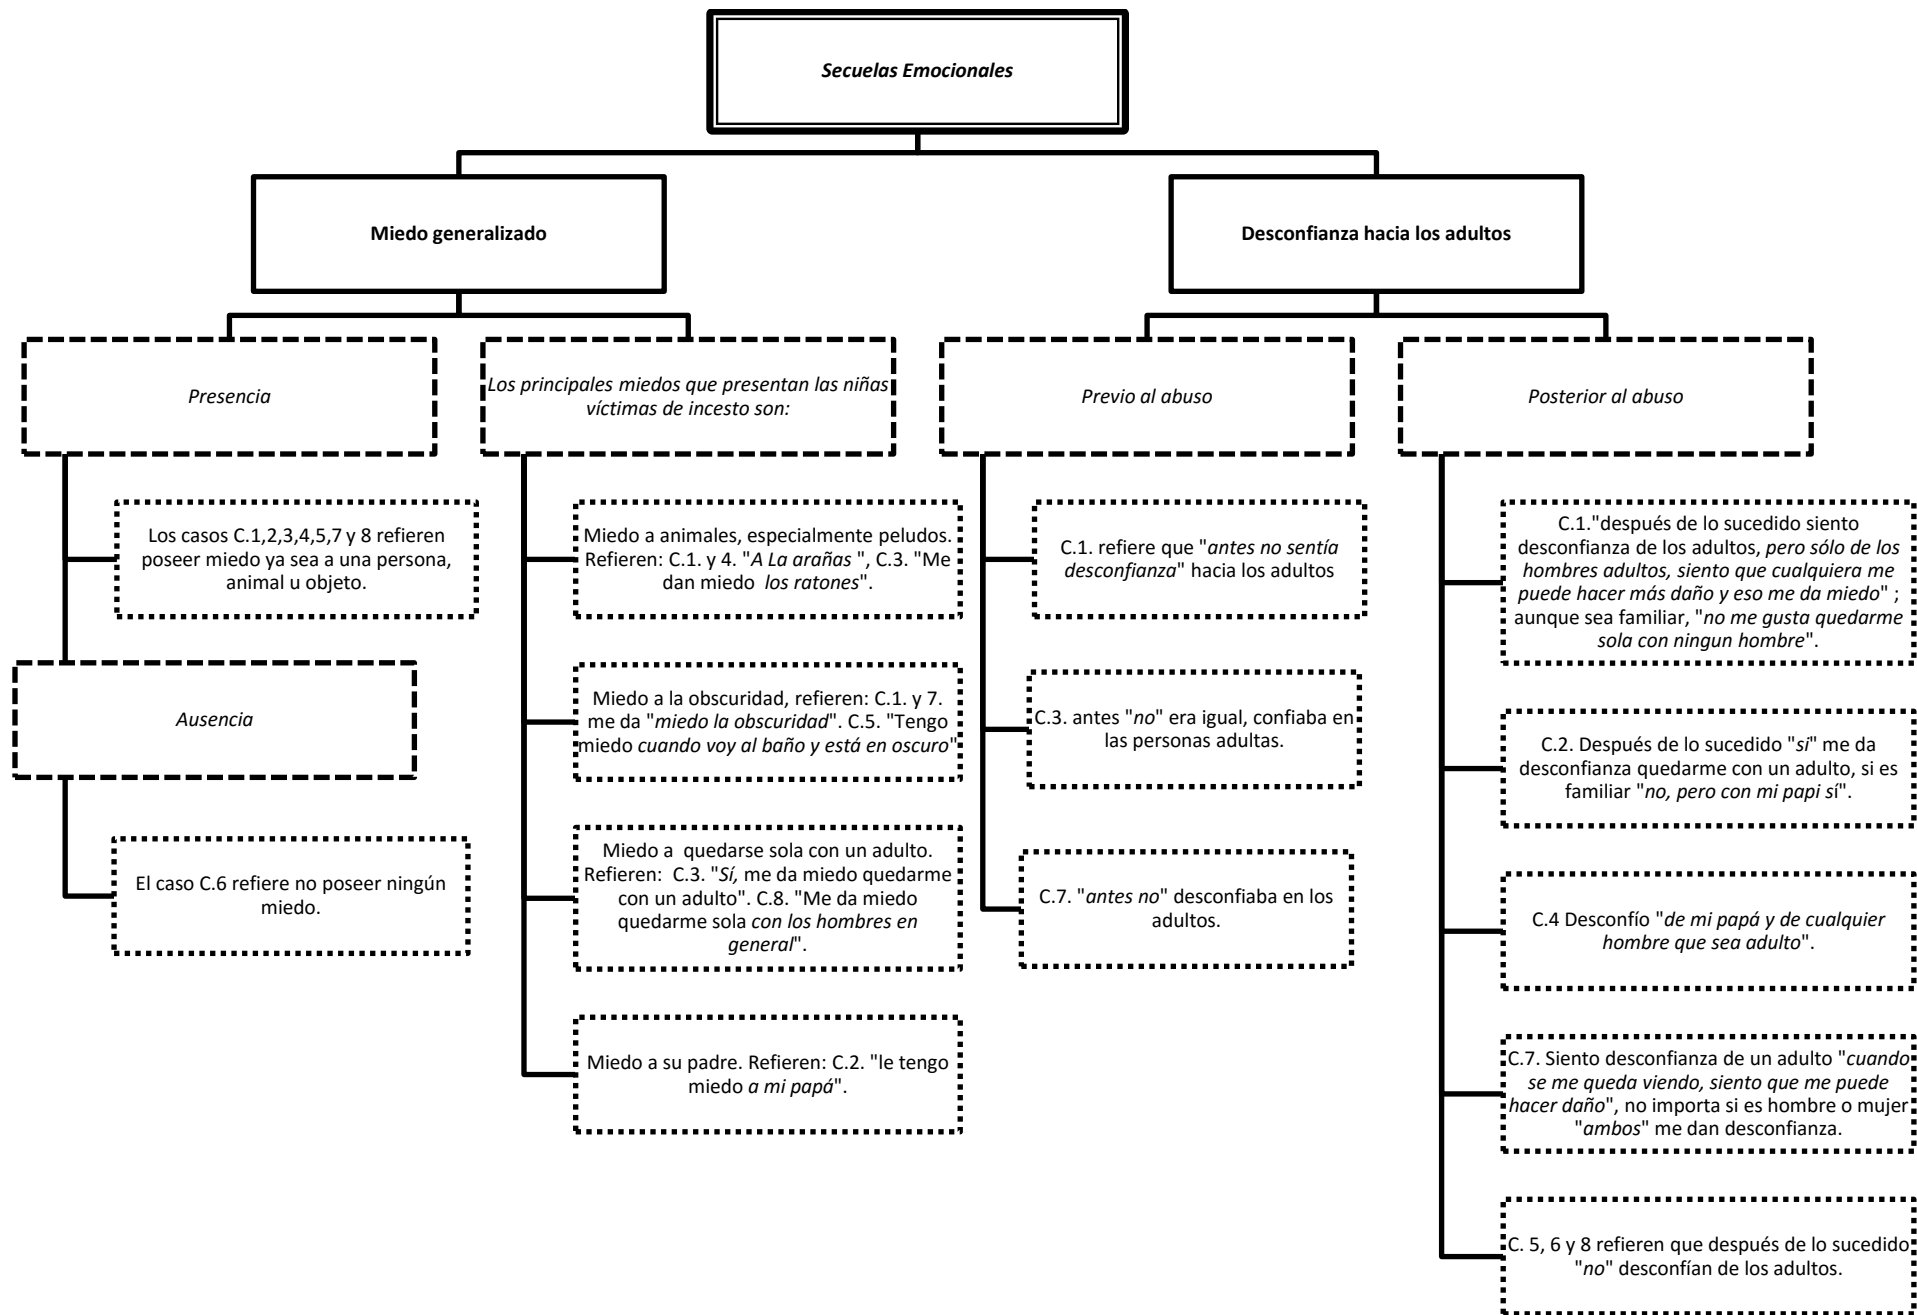 Secuelas Emocionales
Miedo generalizado
Desconfianza hacia los adultos
Presencia
Los casos C.1,2,3,4,5,7 y 8 refieren
poseer miedo ya sea a una persona,
animal u objeto.
Ausencia
El caso C.6 refiere no poseer ningún
miedo.
Los principales miedos que presentan las niñas
víctimas de incesto son:
Miedo a animales, especialmente peludos.
Refieren: C.1. y 4. "A La arañas ", C.3. "Me
dan miedo los ratones".
Miedo a la obscuridad, refieren: C.1. y 7.
me da "miedo la obscuridad". C.5. "Tengo
miedo cuando voy al baño y está en oscuro"
Miedo a quedarse sola con un adulto.
Refieren: C.3. "Sí, me da miedo quedarme
con un adulto". C.8. "Me da miedo
quedarme sola con los hombres en
general".
Miedo a su padre. Refieren: C.2. "le tengo
miedo a mi papá".
Previo al abuso
C.1. refiere que "antes no sentía
desconfianza" hacia los adultos
C.3. antes "no" era igual, confiaba en
las personas adultas.
C.7. "antes no" desconfiaba en los
adultos.
Posterior al abuso
C.1."después de lo sucedido siento
desconfianza de los adultos, pero sólo de los
hombres adultos, siento que cualquiera me
puede hacer más daño y eso me da miedo" ;
aunque sea familiar, "no me gusta quedarme
sola con ningun hombre".
C.2. Después de lo sucedido "si" me da
desconfianza quedarme con un adulto, si es
familiar "no, pero con mi papi sí".
C.4 Desconfío "de mi papá y de cualquier
hombre que sea adulto".
C.7. Siento desconfianza de un adulto "cuando
se me queda viendo, siento que me puede
hacer daño", no importa si es hombre o mujer
"ambos" me dan desconfianza.
C. 5, 6 y 8 refieren que después de lo sucedido
"no" desconfían de los adultos.